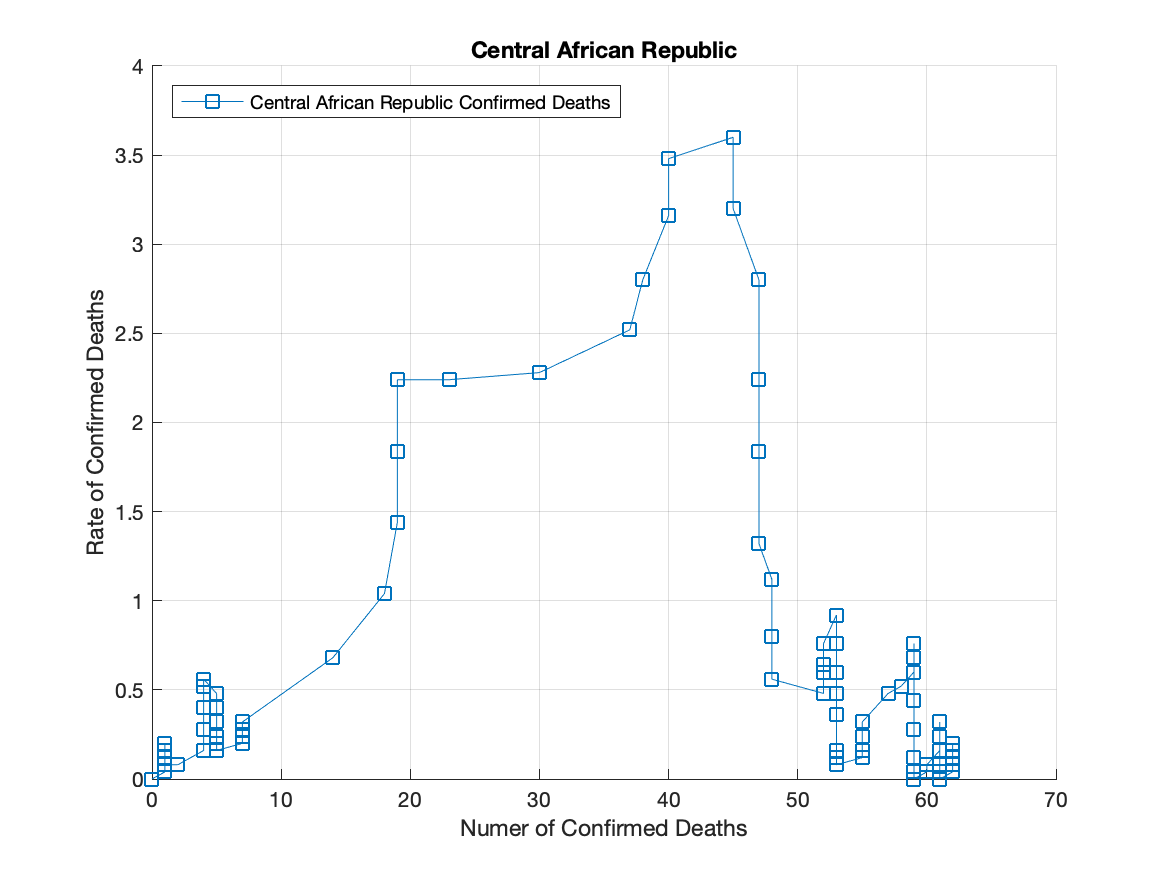 Central African Republic
Central African Republic Confirmed Deaths
Rate of Confirmed Deaths
4
3.5
3
2.5
2
1.5
1
0.5
0
0 10 20 30 40 50 60 70
Numer of Confirmed Deaths